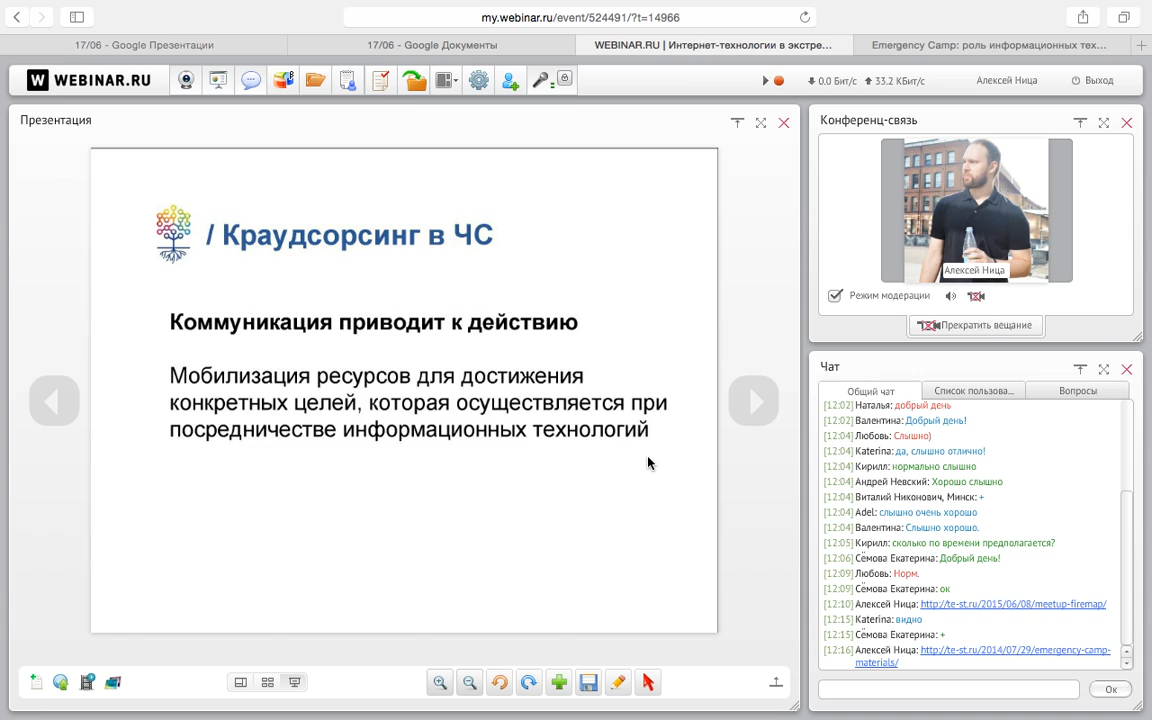 my.webinar.ru/event/524491/?t=14966
17/06 - Google Презентации
17/06 - Google Документы
WEBINAR.RU | Интернет-технологии в экстре...
Emergency Camp: роль информационных тех...
W WEBINAR.RU
0.0 Бит/с 33.2 КБит/с
Алексей Ница
Выход
Презентация
/ Краудсорсинг в ЧС
Коммуникация приводит к действию
Мобилизация ресурсов для достижения
конкретных целей, которая осуществляется при
посредничестве информационных технологий
Конференц-связь
Алексей Ница
Режим модерации
Прекратить вещание
Чат
Общий чат
Список пользова...
Вопросы
[12:02] Наталья: добрый день
[12:02] Валентина: Добрый день!
[12:04] Любовь: Слышно)
[12:04] Katerina: да, слышно отлично!
[12:04] Кирилл: нормально слышно
[12:04] Андрей Невский: Хорошо слышно
[12:04] Виталий Никонович, Минск: +
[12:04] Adel: слышно очень хорошо
[12:04] Валентина: Слышно хорошо.
[12:05] Кирилл: сколько по времени предполагается?
[12:06] Сёмова Екатерина: Добрый день!
[12:09] Любовь: Норм.
[12:09] Сёмова Екатерина: ок
[12:10] Алексей Ница: http://te-st.ru/2015/06/08/meetup-firemap/
[12:15] Katerina: видно
[12:15] Сёмова Екатерина: +
[12:16] Алексей Ница: http://te-st.ru/2014/07/29/emergency-camp-
materials/
Ок